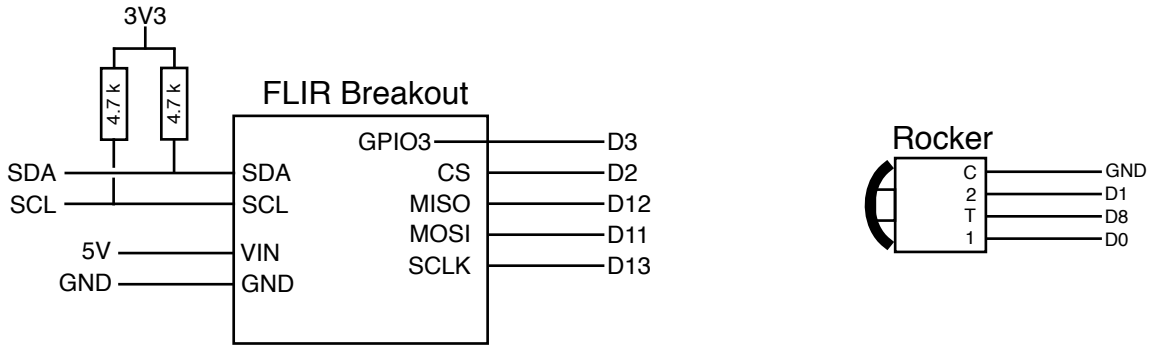 3V3
4.7 k
4.7 k
FLIR Breakout
GPIO3
D3
SDA
SDA
CS
D2
SCL
SCL
MISO
D12
MOSI
D11
5V
VIN
SCLK
D13
GND
GND
Rocker
C
GND
2
D1
T
D8
1
D0